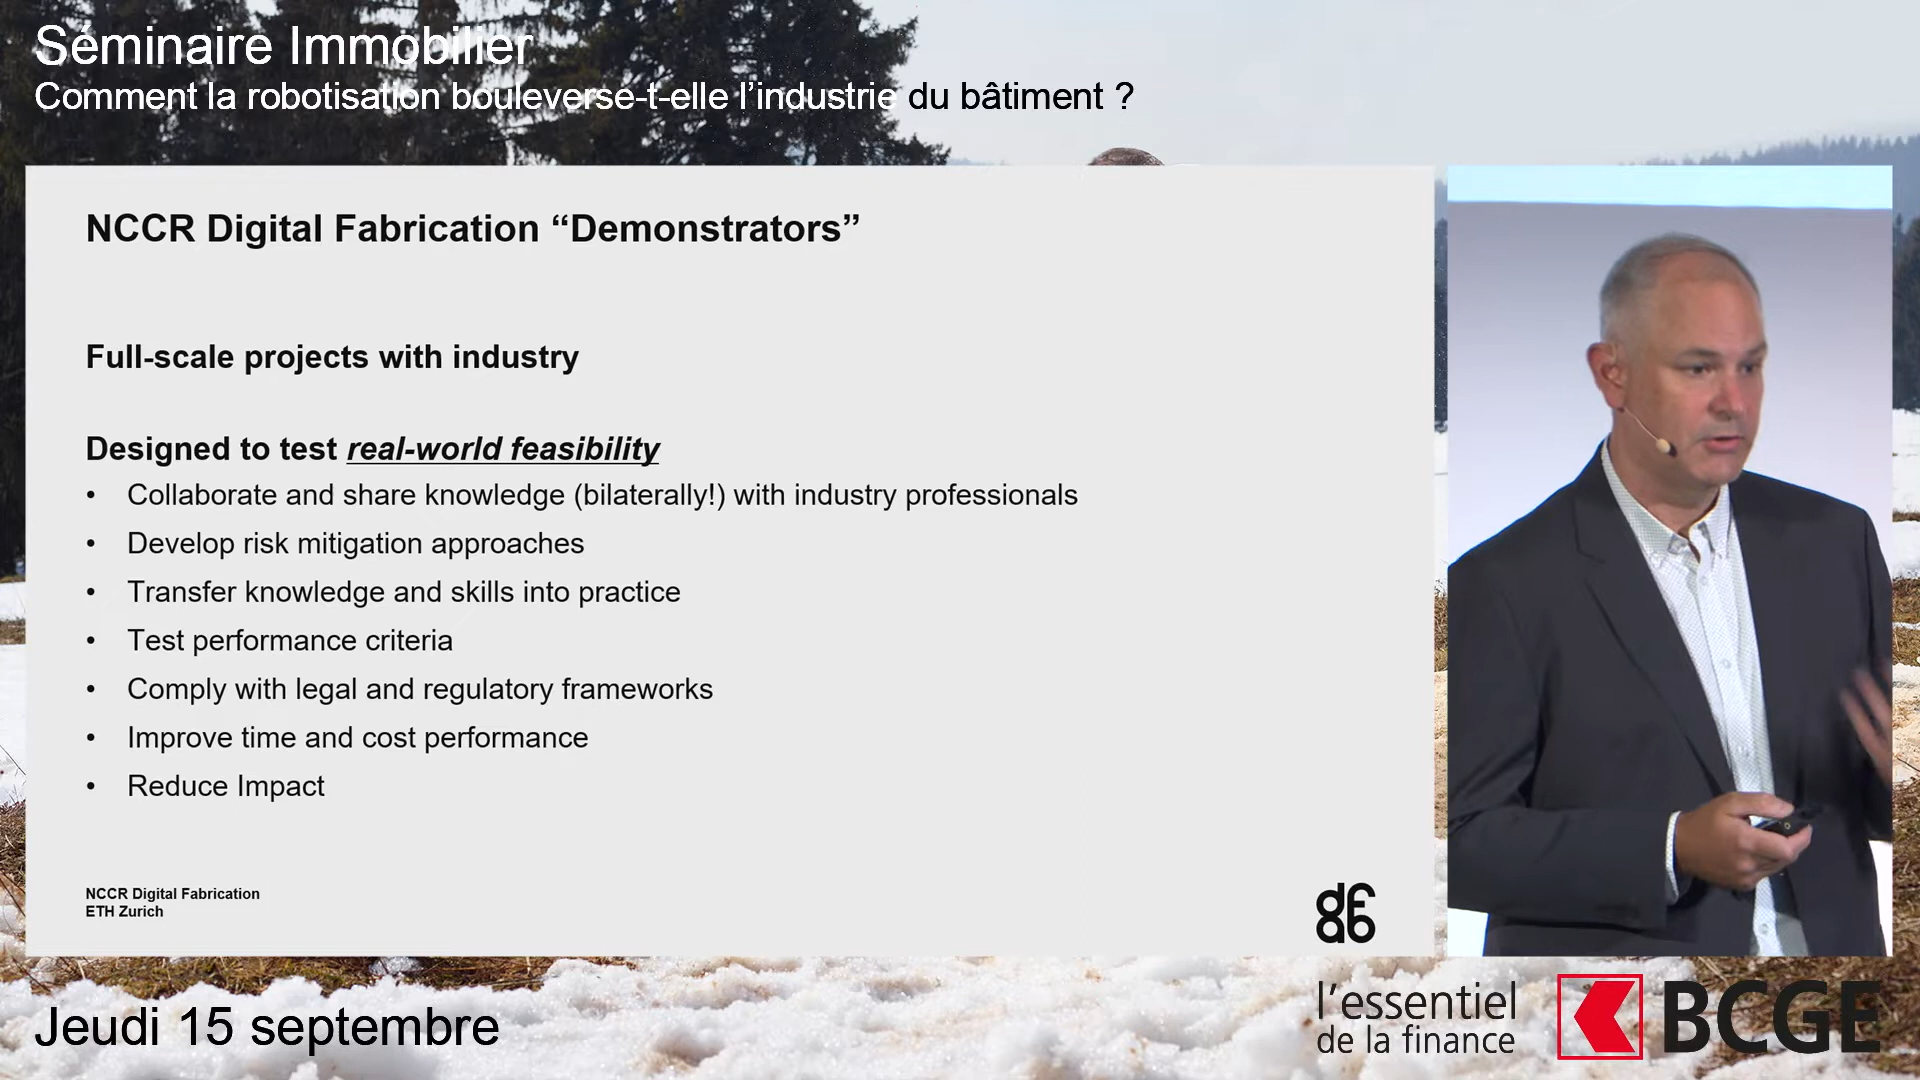 Séminaire Immobilier
Comment la robotisation bouleverse-t-elle l’industrie du bâtiment ?
NCCR Digital Fabrication “Demonstrators”
Full-scale projects with industry
Designed to test real-world feasibility
• Collaborate and share knowledge (bilaterally!) with industry professionals
• Develop risk mitigation approaches
• Transfer knowledge and skills into practice
• Test performance criteria
• Comply with legal and regulatory frameworks
• Improve time and cost performance
• Reduce Impact
NCCR Digital Fabrication
ETH Zurich
dF
ab
Jeudi 15 septembre
l’essentiel
de la finance
BCGE